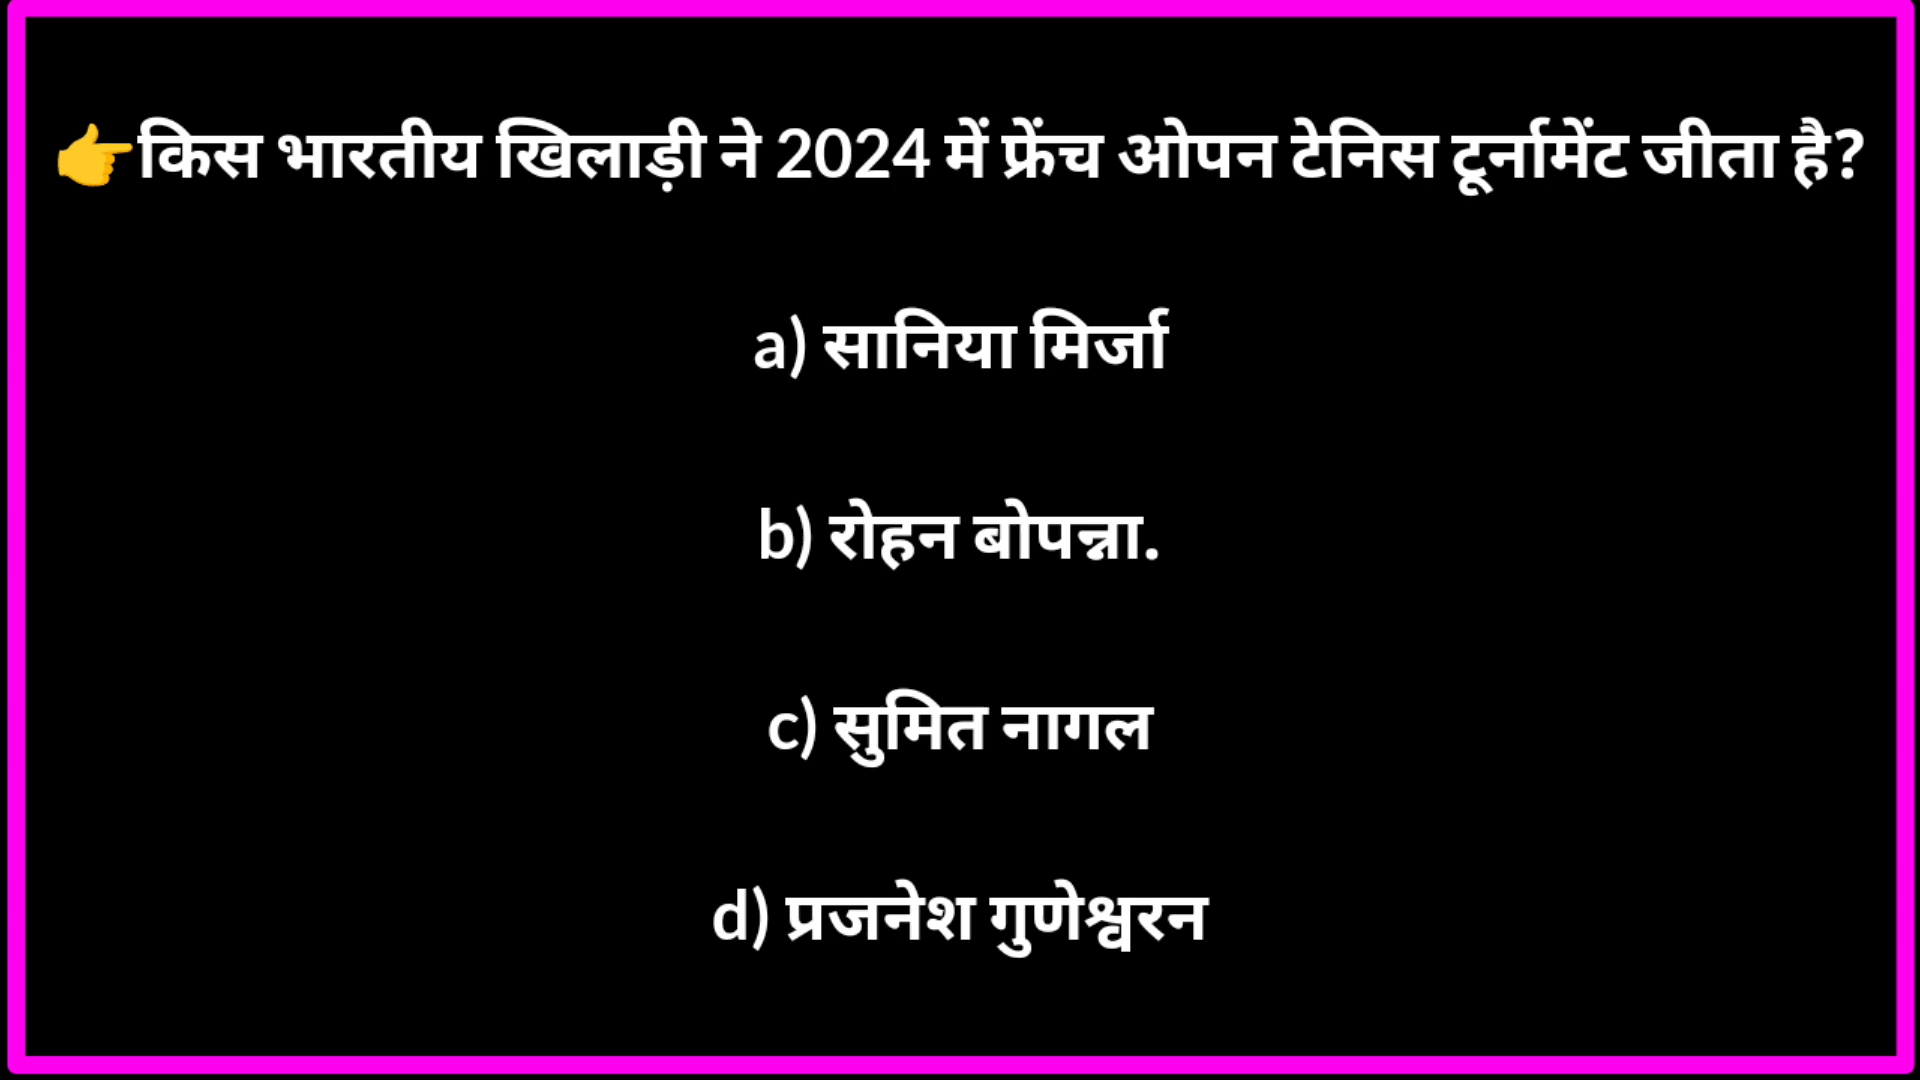 👉किस भारतीय खिलाड़ी ने 2024 में फ्रेंच ओपन टेनिस टूर्नामेंट जीता है?
a) सानिया मिर्जा
b) रोहन बोपन्ना.
c) सुमित नागल
d) प्रजनेश गुणेश्वरन